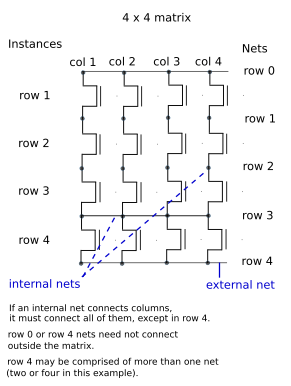 4 x 4 matrix
Instances
Nets
col 1 col 2 col 3 col 4
row 0
row 1
row 1
row 2
row 2
row 3
row 3
row 4
row 4
internal nets
external net
If an internal net connects columns,
it must connect all of them, except in row 4.
row 0 or row 4 nets need not connect
outside the matrix.
row 4 may be comprised of more than one net
(two or four in this example).